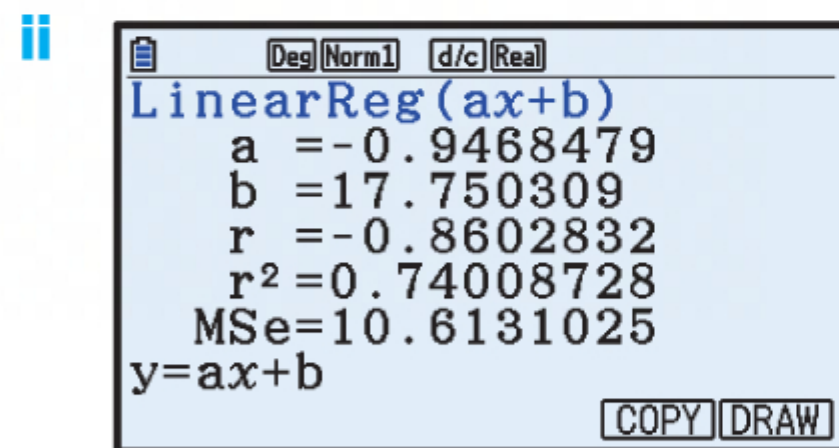 ii
Deg Norm1 d/c Real
LinearReg(ax+b)
a =-0.9468479
b =17.750309
r =-0.8602832
r²=0.74008728
MSe=10.6131025
y=ax+b
COPY DRAW